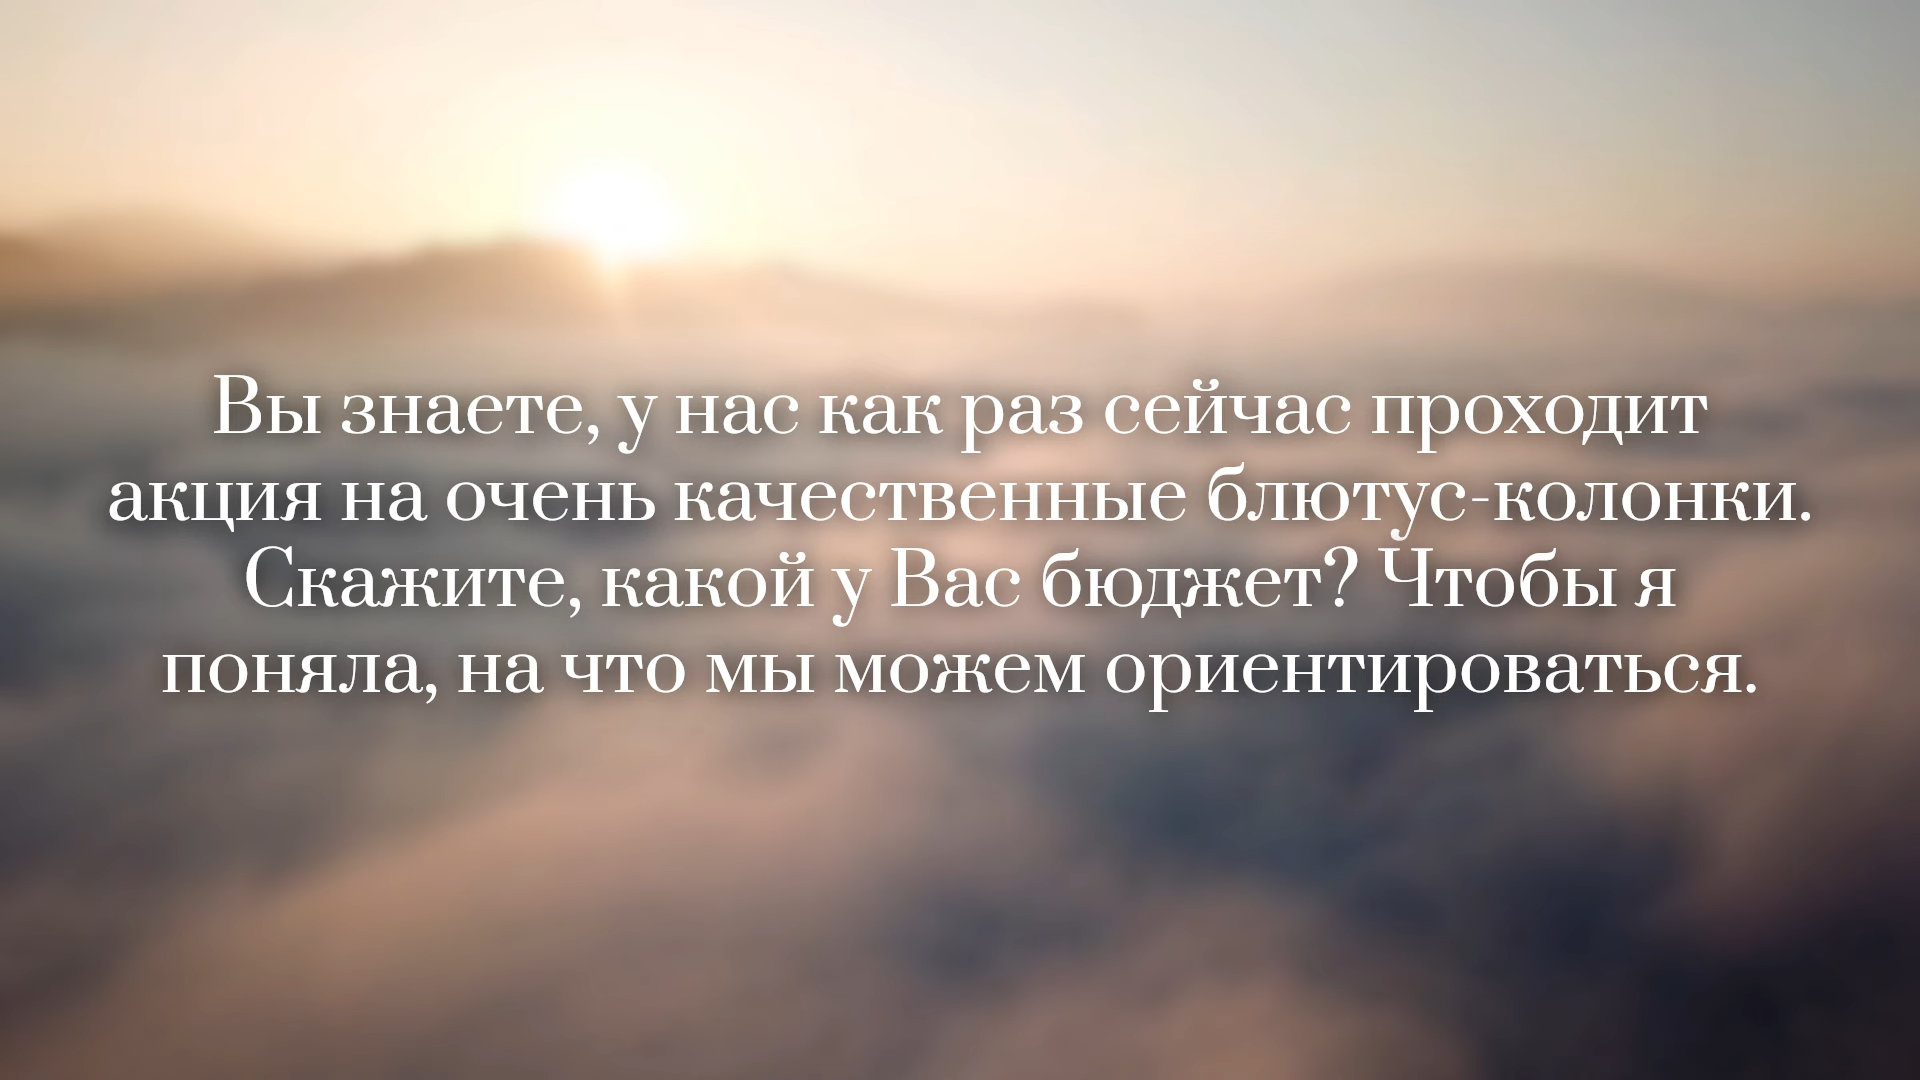 Вы знаете, у нас как раз сейчас проходит
акция на очень качественные блютус-колонки.
Скажите, какой у Вас бюджет? Чтобы я
поняла, на что мы можем ориентироваться.